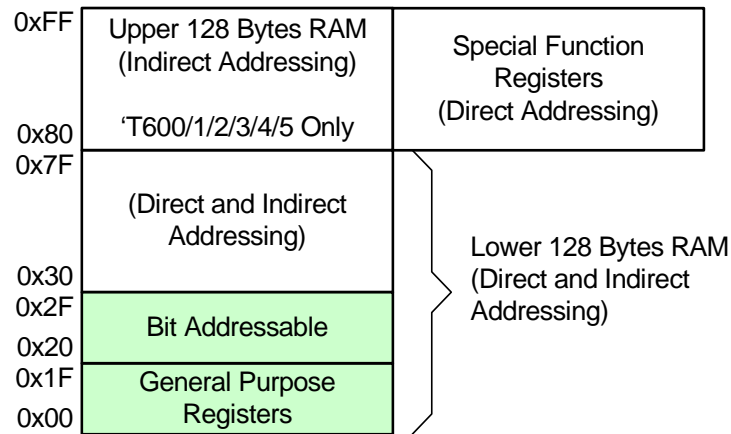 0xFF
Upper 128 Bytes RAM
(Indirect Addressing)
‘T600/1/2/3/4/5 Only
0x80
Special Function
Registers
(Direct Addressing)
0x7F
(Direct and Indirect
Addressing)
0x30
0x2F
Bit Addressable
0x20
0x1F
General Purpose
Registers
0x00
Lower 128 Bytes RAM
(Direct and Indirect
Addressing)